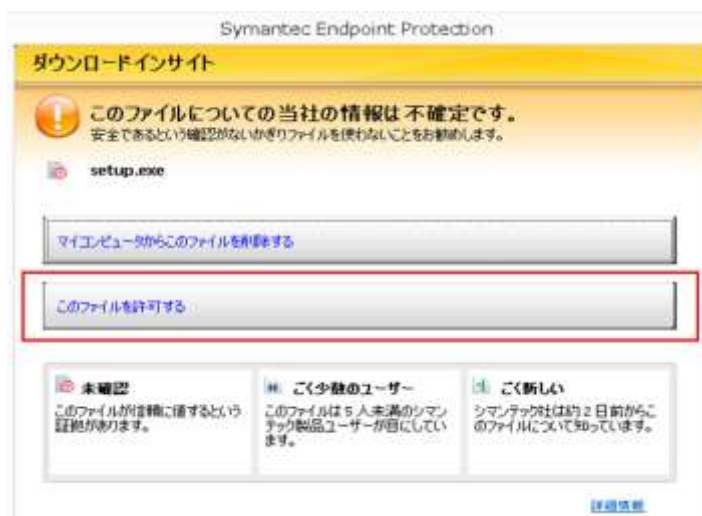 Symantec Endpoint Protection
ダウンロードインサイト
このファイルについての当社の情報は不確定です。
安全であるという確認がないかぎりファイルを使わないことをお勧めします。
setup.exe
マイコンピュータからこのファイルを削除する
このファイルを許可する
未確認
このファイルが信頼に値するという
証拠があります。
ごく少数のユーザー
このファイルは 5 人未満のシマン
テック製品ユーザーが目にしてい
ます。
ごく新しい
シマンテック社は約 2 日前からこ
のファイルについて知っています。
詳細情報